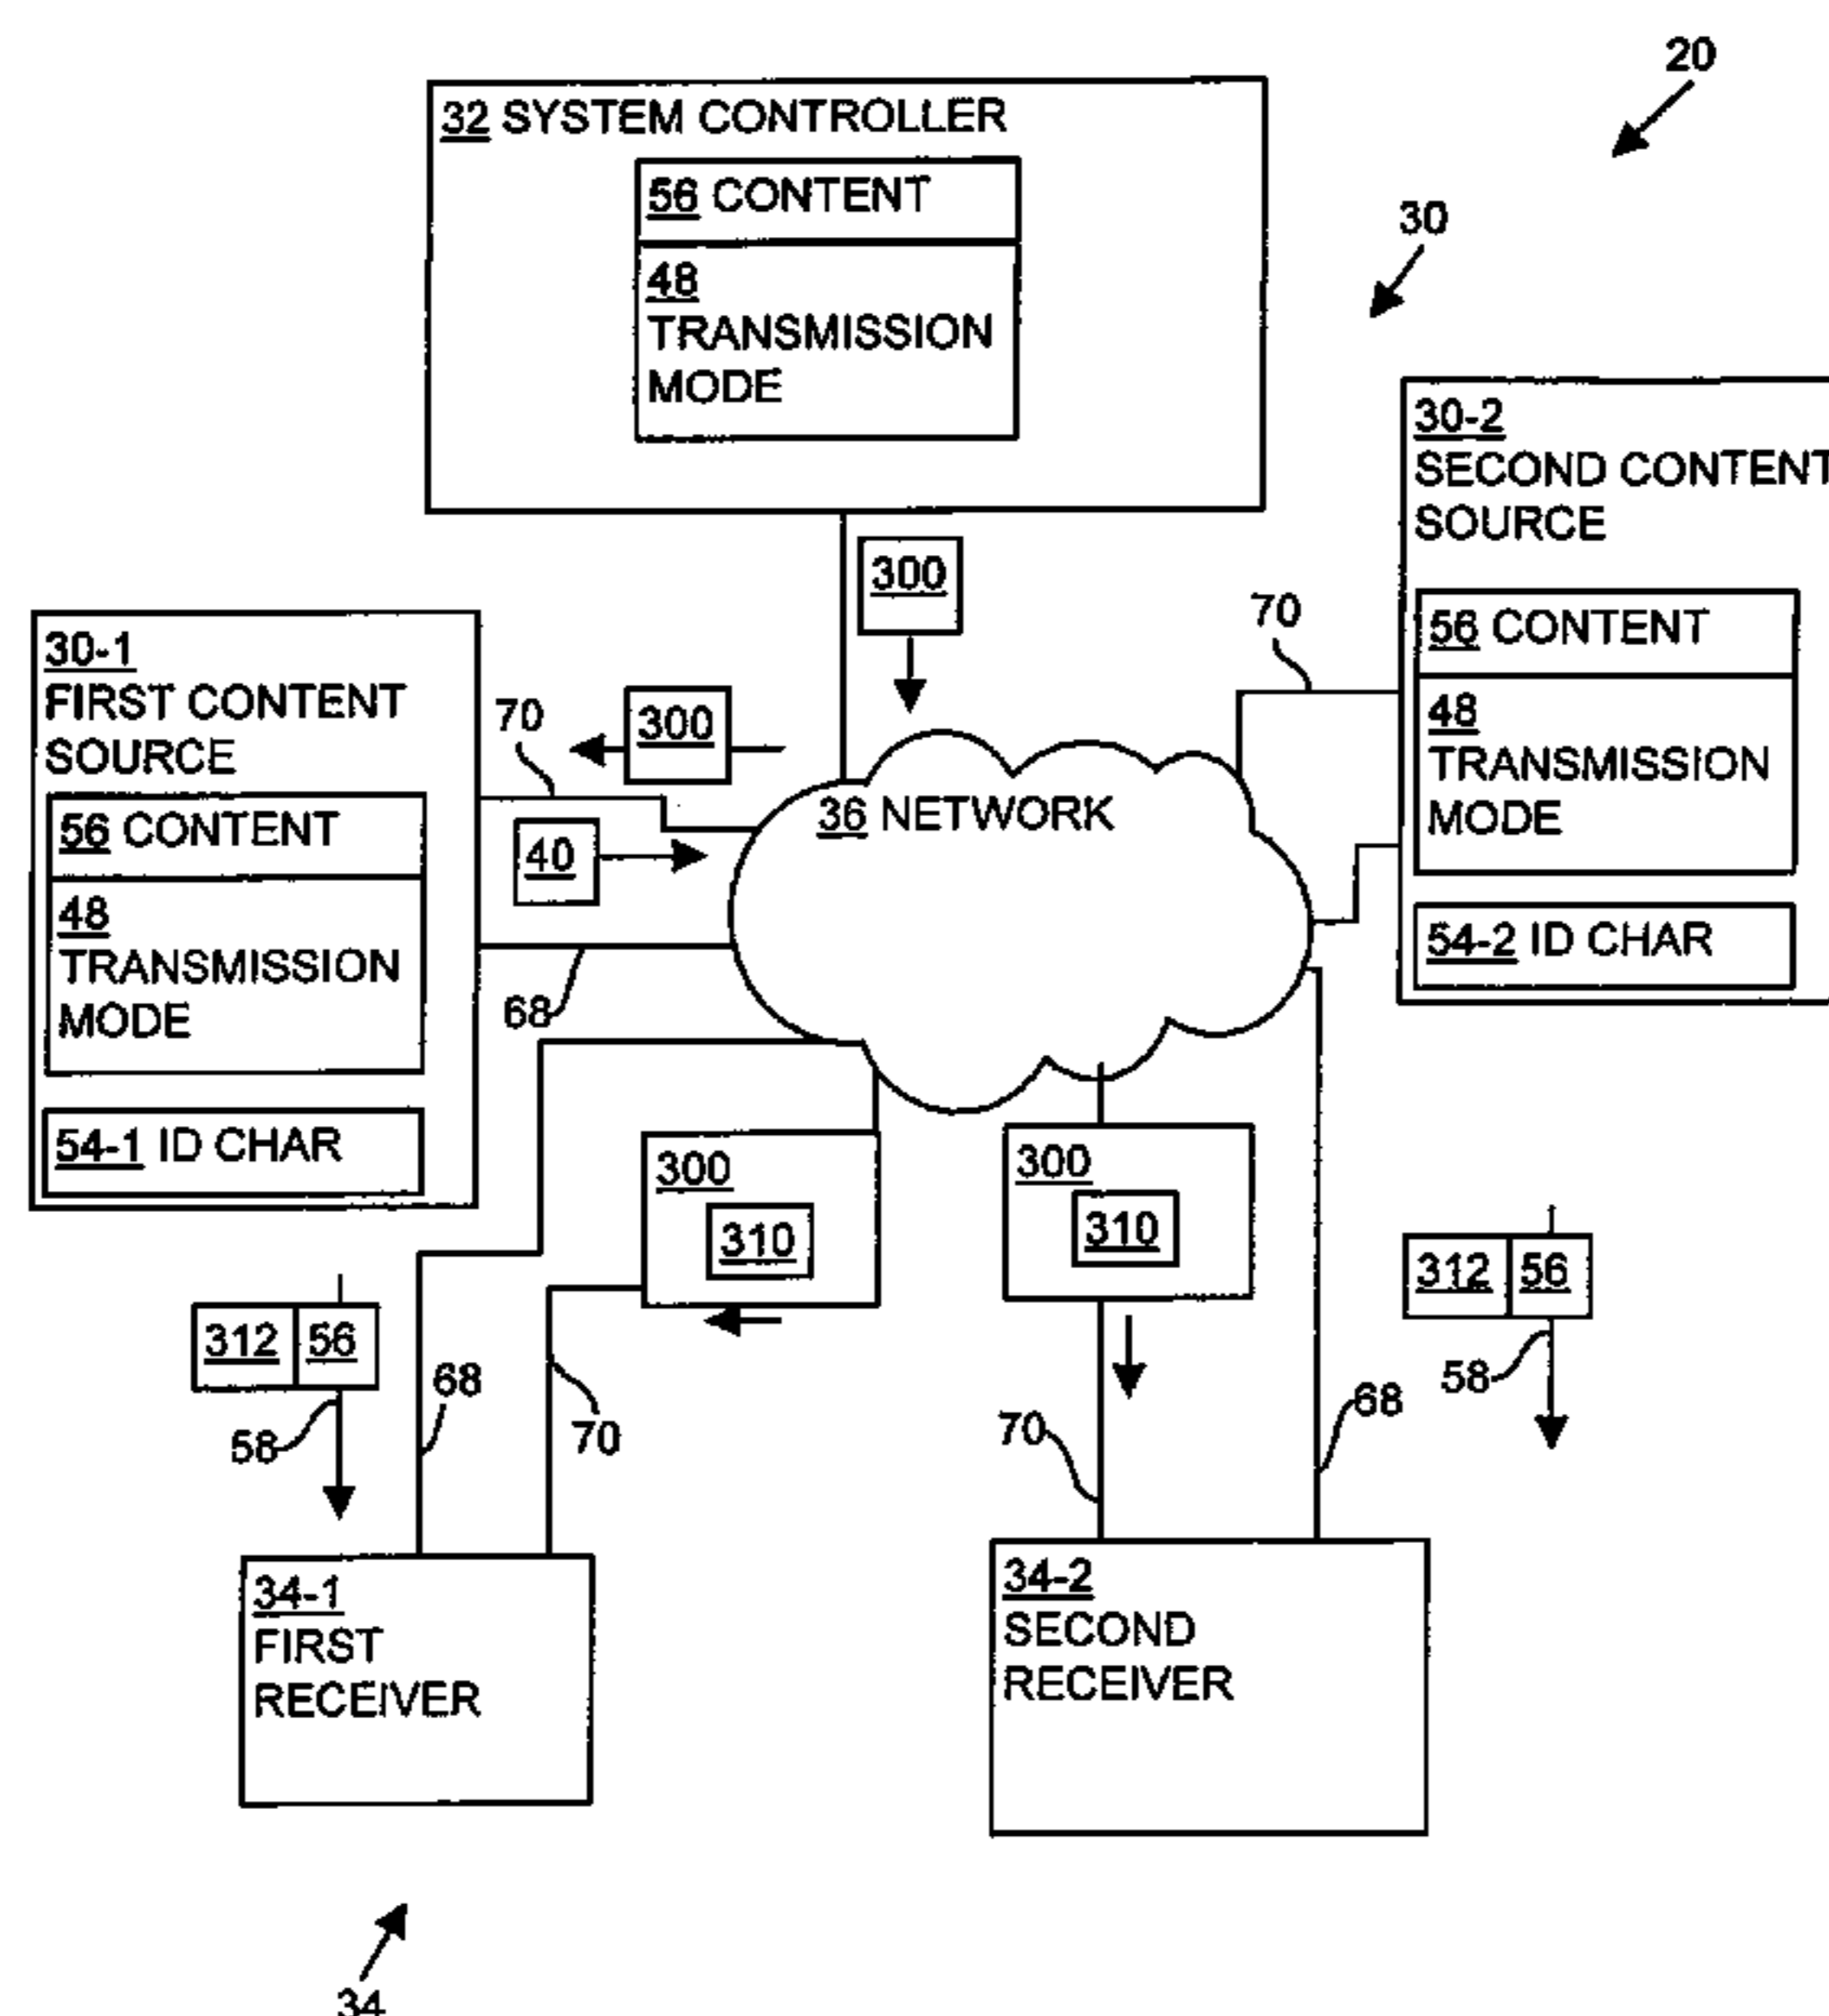 20
32 SYSTEM CONTROLLER
56 CONTENT
48
TRANSMISSION
MODE
30
30-2
SECOND CONTENT
SOURCE
56 CONTENT
48
TRANSMISSION
MODE
54-2 ID CHAR
300
70
30-1
FIRST CONTENT
SOURCE
56 CONTENT
48
TRANSMISSION
MODE
54-1 ID CHAR
70
300
40
36 NETWORK
68
300
310
300
310
312 56
58
68
70
312 56
58
70
68
34-1
FIRST
RECEIVER
34-2
SECOND
RECEIVER
34